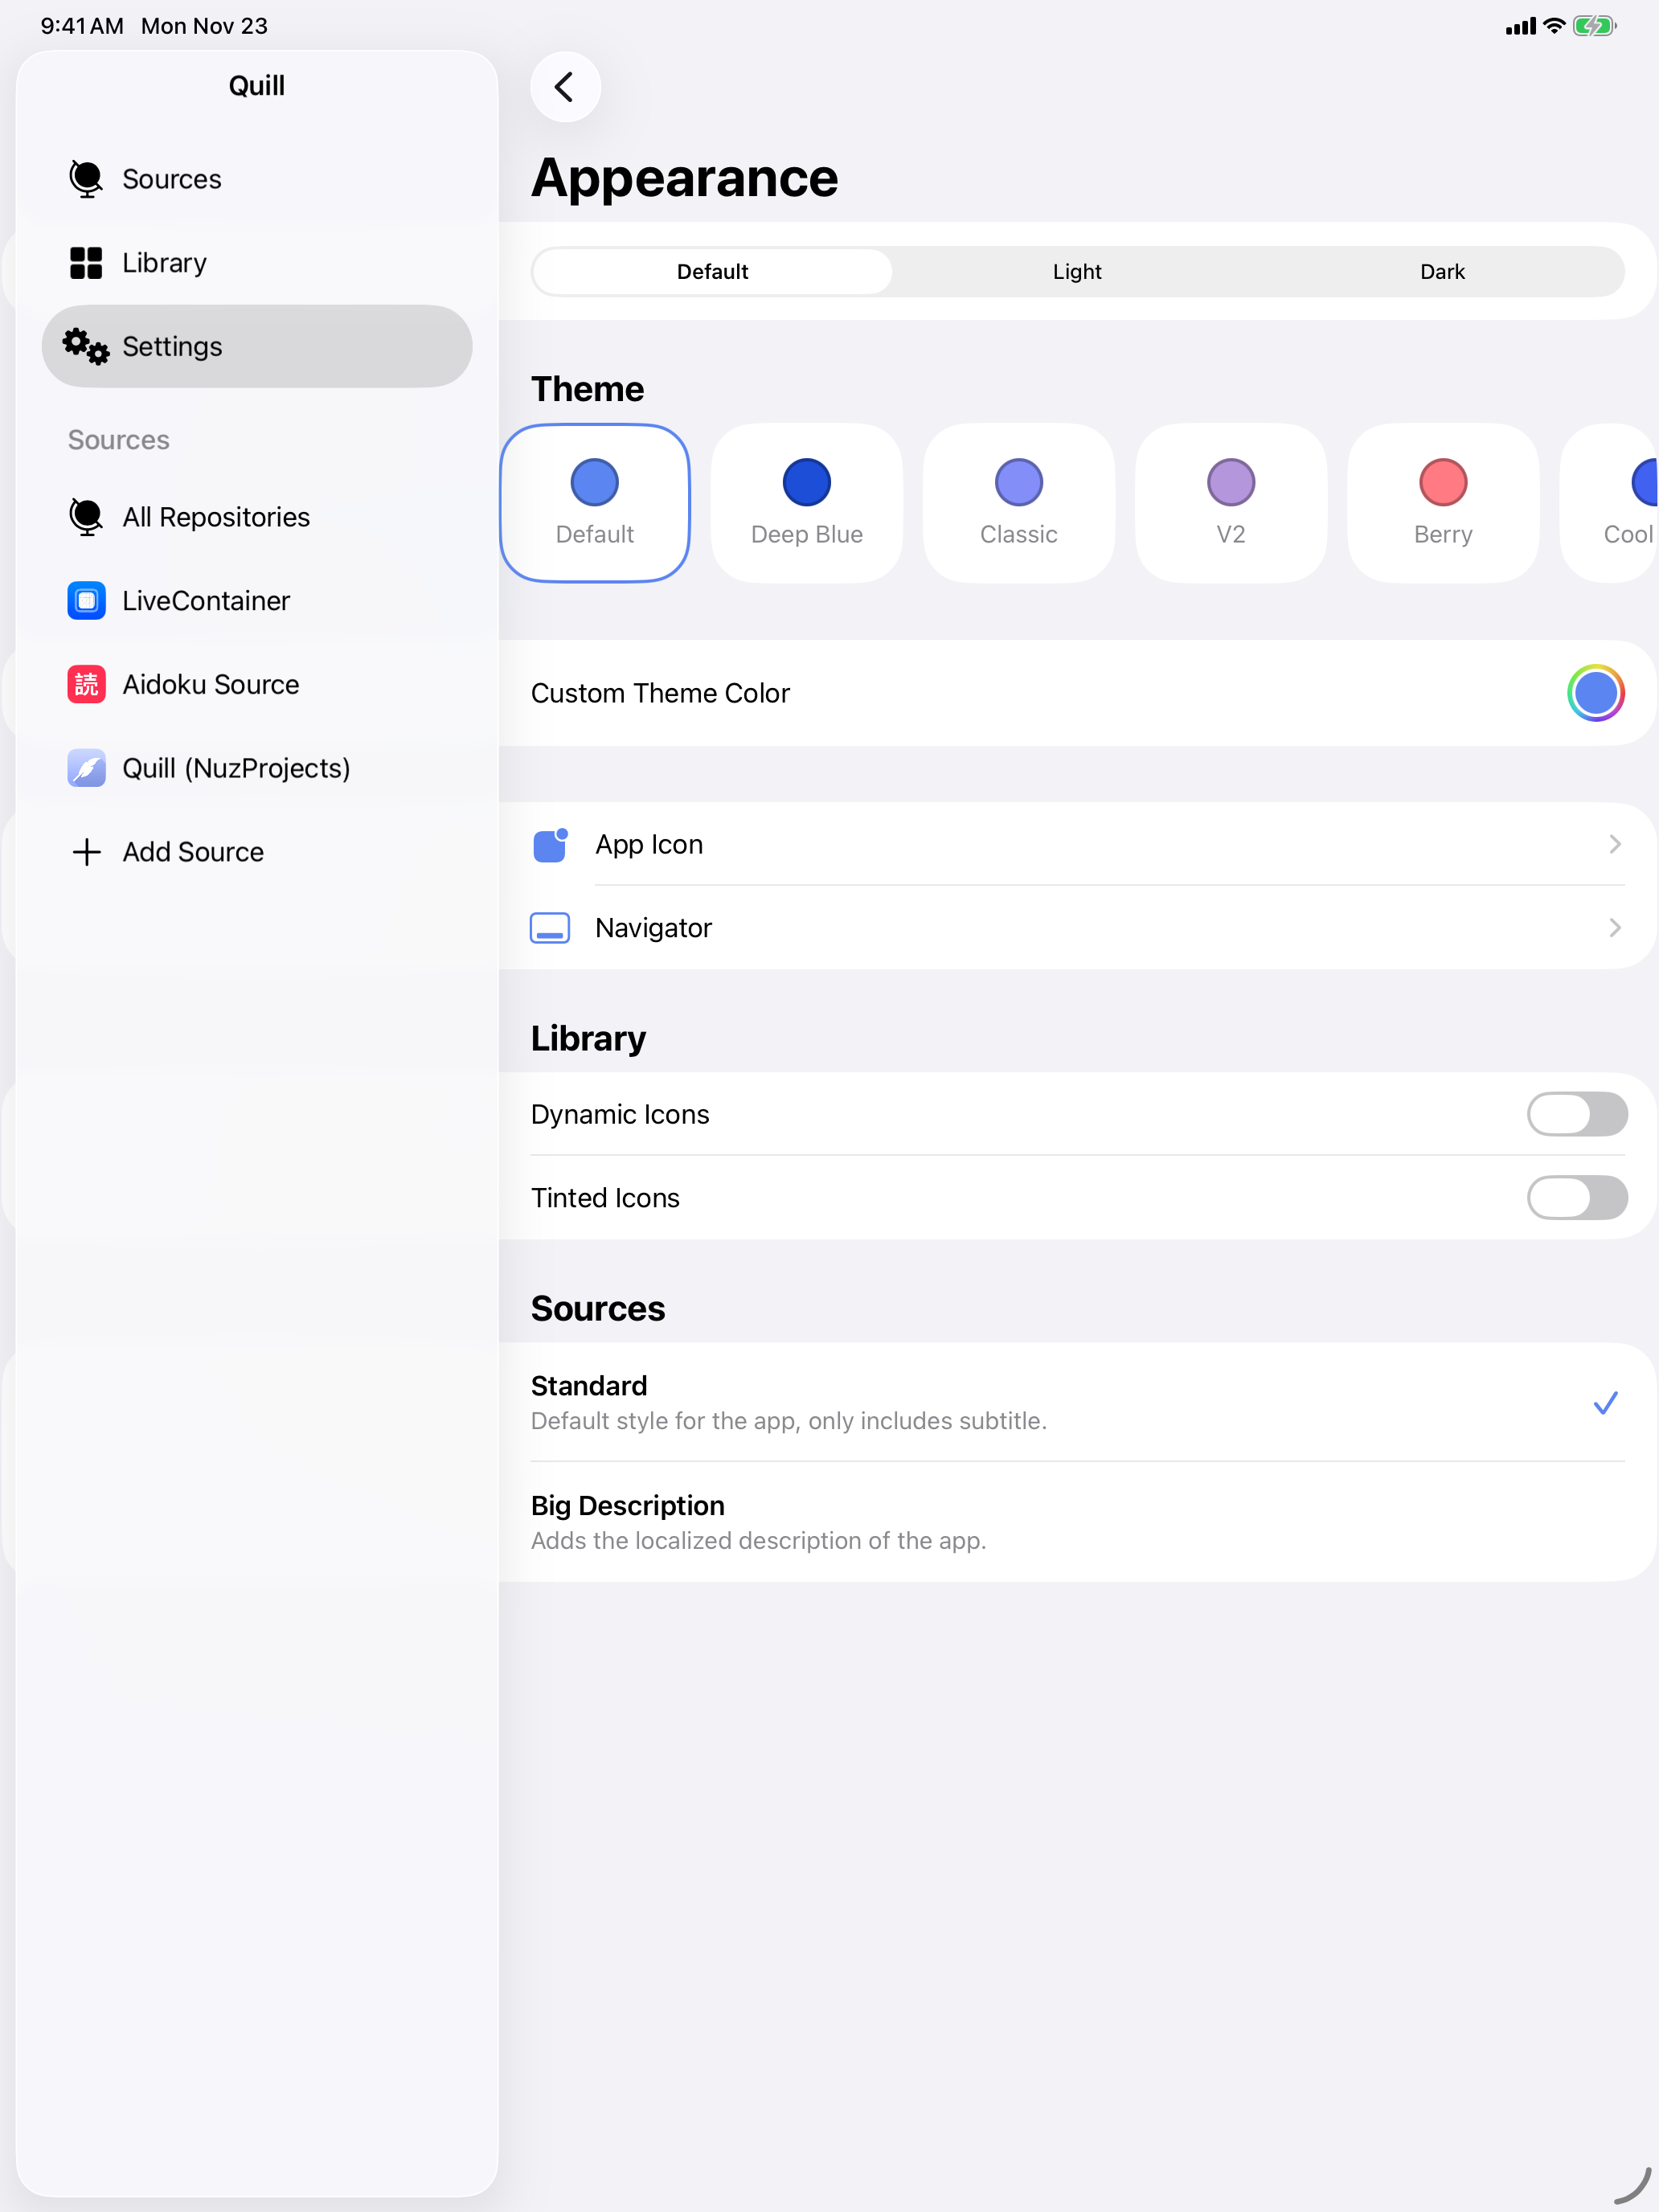 9:41 AM Mon Nov 23
Quill
Sources
Library
Settings
Sources
All Repositories
LiveContainer
読
Aidoku Source
Quill (NuzProjects)
Add Source
Appearance
Default
Light
Dark
Theme
Default
Deep Blue
Classic
V2
Berry
Cool
Custom Theme Color
App Icon
Navigator
Library
Dynamic Icons
Tinted Icons
Sources
Standard
Default style for the app, only includes subtitle.
Big Description
Adds the localized description of the app.